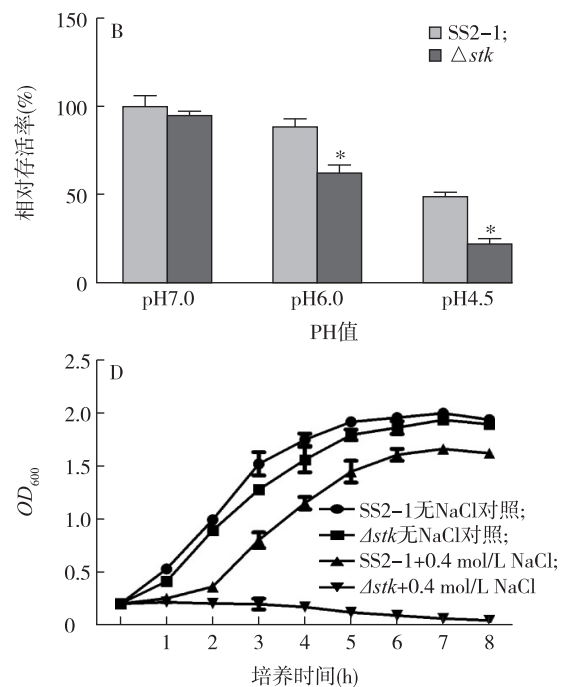 B
SS2-1;
△stk
150
100
50
0
相对存活率(%)
*
*
pH7.0 pH6.0 pH4.5
PH值
D
2.5
2.0
1.5
1.0
0.5
0
OD600
SS2-1无NaCl对照;
Δstk无NaCl对照;
SS2-1+0.4 mol/L NaCl;
Δstk+0.4 mol/L NaCl
1 2 3 4 5 6 7 8
培养时间(h)